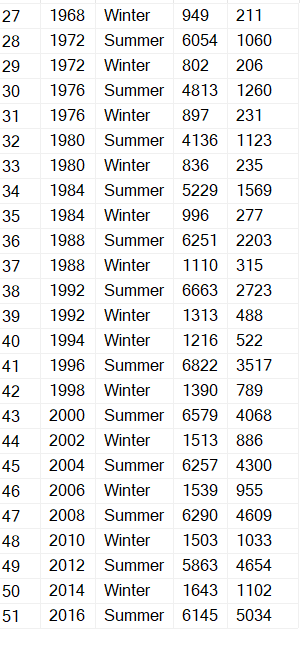 27 1968 Winter 949 211
28 1972 Summer 6054 1060
29 1972 Winter 802 206
30 1976 Summer 4813 1260
31 1976 Winter 897 231
32 1980 Summer 4136 1123
33 1980 Winter 836 235
34 1984 Summer 5229 1569
35 1984 Winter 996 277
36 1988 Summer 6251 2203
37 1988 Winter 1110 315
38 1992 Summer 6663 2723
39 1992 Winter 1313 488
40 1994 Winter 1216 522
41 1996 Summer 6822 3517
42 1998 Winter 1390 789
43 2000 Summer 6579 4068
44 2002 Winter 1513 886
45 2004 Summer 6257 4300
46 2006 Winter 1539 955
47 2008 Summer 6290 4609
48 2010 Winter 1503 1033
49 2012 Summer 5863 4654
50 2014 Winter 1643 1102
51 2016 Summer 6145 5034